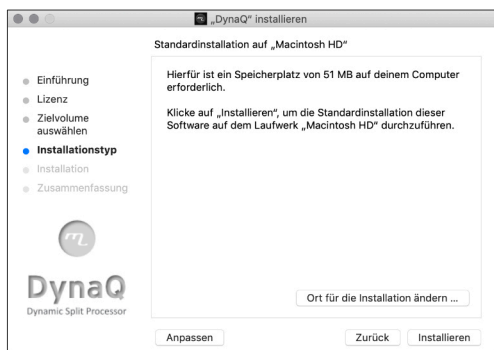 „DynaQ“ installieren
Standardinstallation auf „Macintosh HD“
Einführung
Lizenz
Zielvolume
auswählen
Installationstyp
Installation
Zusammenfassung
Hierfür ist ein Speicherplatz von 51 MB auf deinem Computer
erforderlich.
Klicke auf „Installieren“, um die Standardinstallation dieser
Software auf dem Laufwerk „Macintosh HD“ durchzuführen.
DynaQ
Dynamic Split Processor
Ort für die Installation ändern ...
Anpassen
Zurück
Installieren